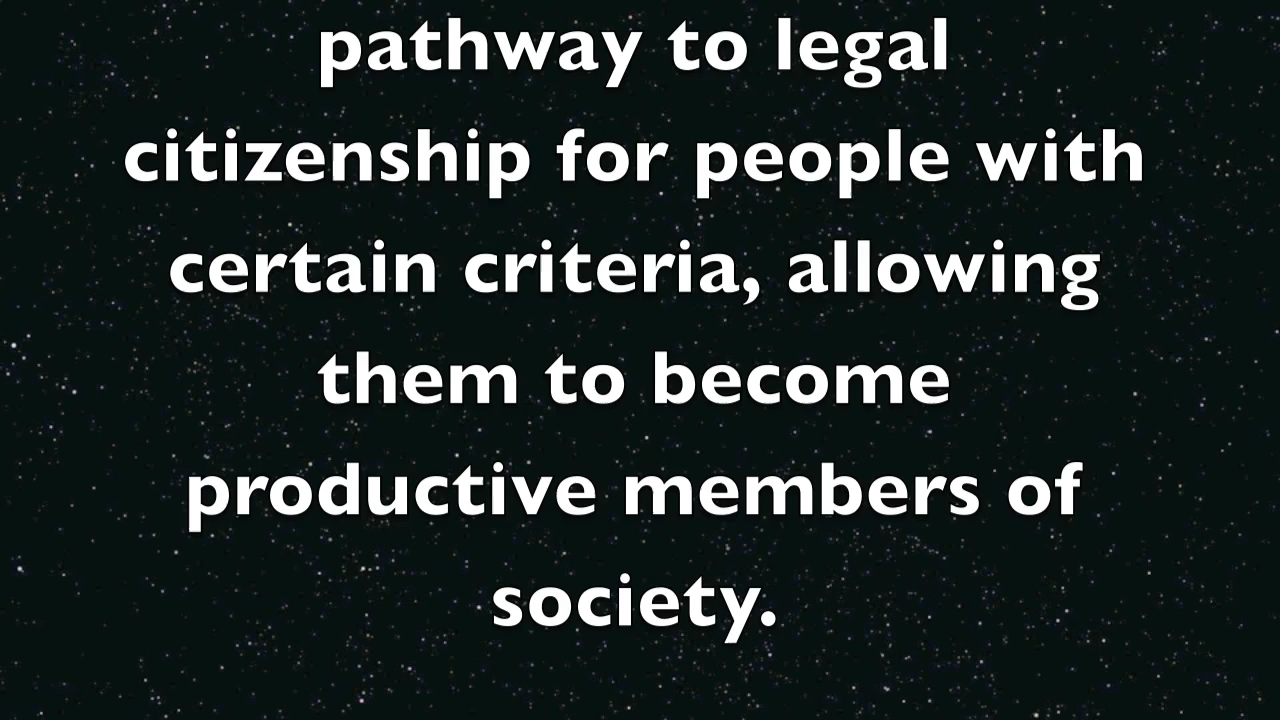 pathway to legal
citizenship for people with
certain criteria, allowing
them to become
productive members of
society.